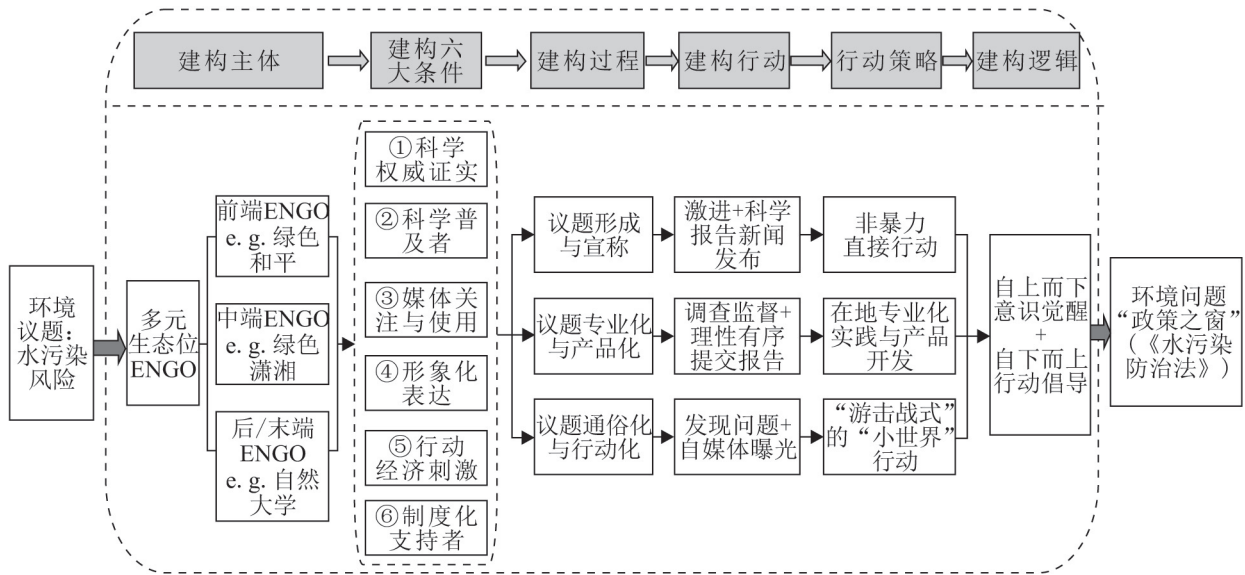 建构主体
建构六
大条件
建构过程
建构行动
行动策略
建构逻辑
环境
议题：
水污染
风险
多元
生态位
ENGO
前端ENGO
e. g. 绿色
和平
中端ENGO
e. g. 绿色
潇湘
后/末端
ENGO
e. g. 自然
大学
①科学
权威证实
②科学普
及者
③媒体关
注与使用
④形象化
表达
⑤行动
经济刺激
⑥制度化
支持者
议题形成
与宣称
激进+科学
报告新闻
发布
非暴力
直接行动
议题专业化
与产品化
调查监督+
理性有序
提交报告
在地专业化
实践与产品
开发
议题通俗化
与行动化
发现问题+
自媒体曝光
“游击战式”
的“小世界”
行动
自上而下
意识觉醒
+
自下而上
行动倡导
环境问题
“政策之窗”
（《水污染
防治法》）